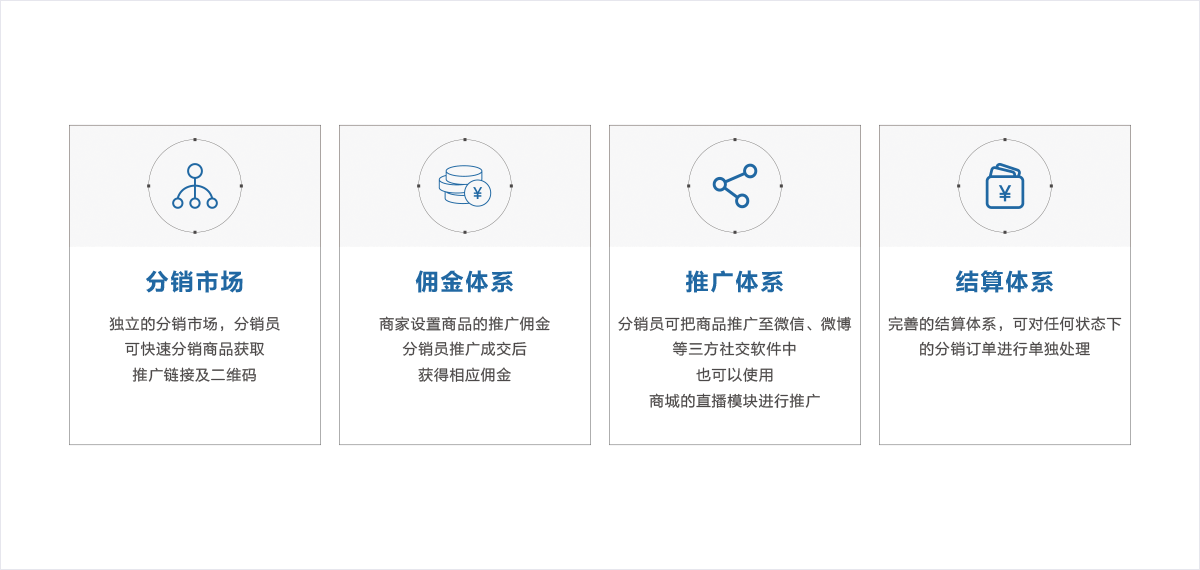 分销市场
独立的分销市场，分销员
可快速分销商品获取
推广链接及二维码
¥
佣金体系
商家设置商品的推广佣金
分销员推广成交后
获得相应佣金
推广体系
分销员可把商品推广至微信、微博
等三方社交软件中
也可以使用
商城的直播模块进行推广
¥
结算体系
完善的结算体系，可对任何状态下
的分销订单进行单独处理